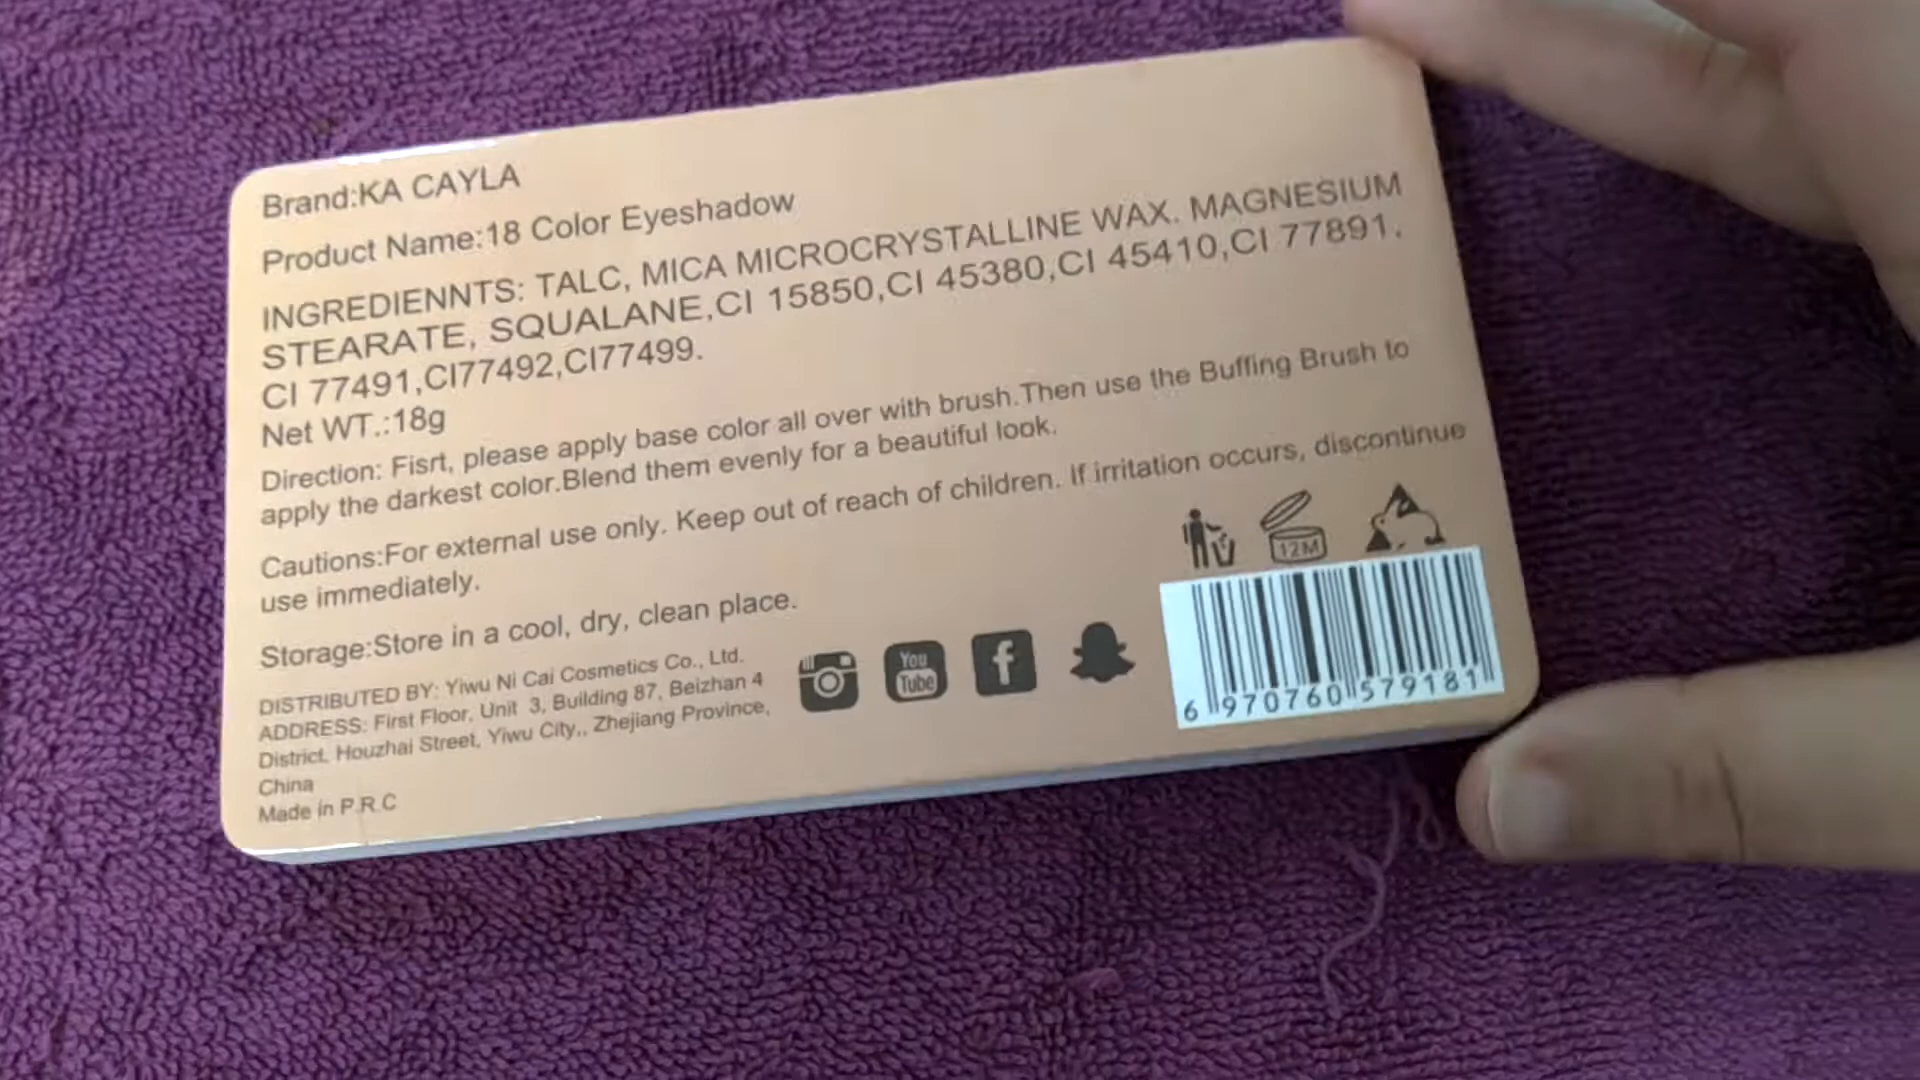 Brand:KA CAYLA
Product Name:18 Color Eyeshadow
INGREDIENNTS: TALC, MICA MICROCRYSTALLINE WAX. MAGNESIUM
STEARATE, SQUALANE,CI 15850,CI 45380,CI 45410,CI 77891.
CI 77491,CI77492,CI77499.
Net WT.:18g
Direction: Fisrt, please apply base color all over with brush.Then use the Buffing Brush to
apply the darkest color.Blend them evenly for a beautiful look.
Cautions:For external use only. Keep out of reach of children. If irritation occurs, discontinue
use immediately.
Storage:Store in a cool, dry, clean place.
DISTRIBUTED BY: Yiwu Ni Cai Cosmetics Co., Ltd.
ADDRESS: First Floor, Unit 3, Building 87, Beizhan 4
District, Houzhai Street, Yiwu City,, Zhejiang Province,
China
Made in P.R.C
You
Tube
f
12M
6 970760 579181